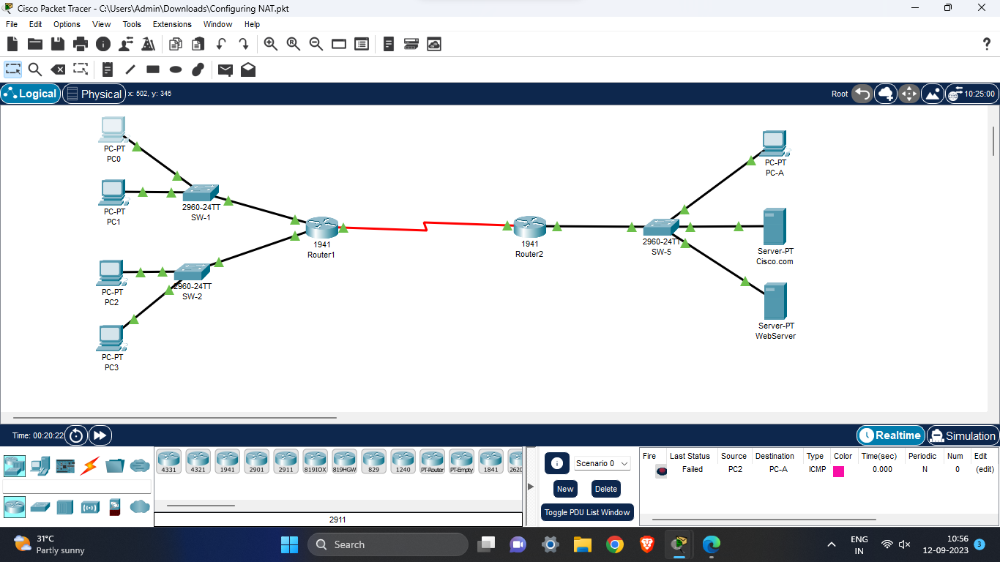 Cisco Packet Tracer - C:\Users\Admin\Downloads\Configuring NAT.pkt
File Edit Options View Tools Extensions Window Help
?
Logical Physical x: 502, y: 345 Root 10:25:00
PC-PT
PC0
PC-PT
PC1
2960-24TT
SW-1
PC-PT
PC2
2960-24TT
SW-2
PC-PT
PC3
1941
Router1
1941
Router2
2960-24TT
SW-5
PC-PT
PC-A
Server-PT
Cisco.com
Server-PT
WebServer
Time: 00:20:22 Realtime Simulation
4331 4321 1941 2901 2911 819IOX 819HGW 829 1240 PT-Router PT-Empty 1841 2620
2911
Scenario 0
New Delete
Toggle PDU List Window
Fire Last Status Source Destination Type Color Time(sec) Periodic Num Edit
Failed PC2 PC-A ICMP 0.000 N 0 (edit)
31°C
Partly sunny
Search
ENG
IN
10:56
12-09-2023
3